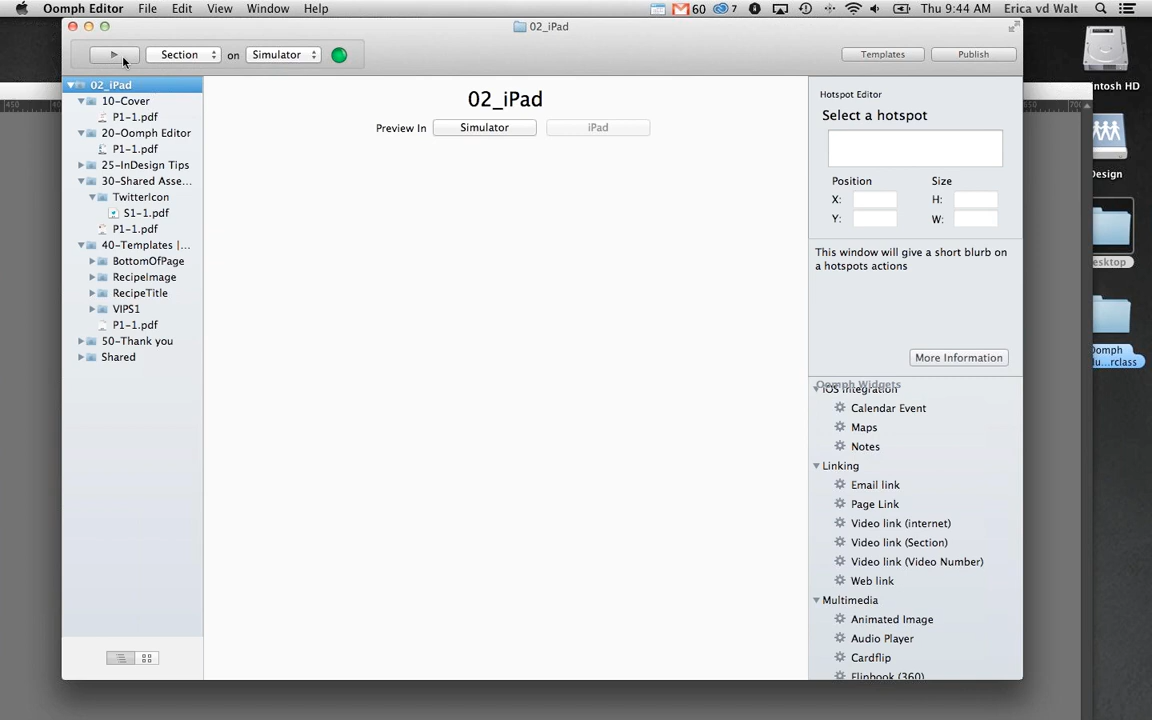 Oomph Editor File Edit View Window Help 60 7 Thu 9:44 AM Erica vd Walt
02_iPad
Section on Simulator Templates Publish
02_iPad
10-Cover
P1-1.pdf
20-Oomph Editor
P1-1.pdf
25-InDesign Tips
30-Shared Asse...
TwitterIcon
S1-1.pdf
P1-1.pdf
40-Templates |...
BottomOfPage
RecipeImage
RecipeTitle
VIPS1
P1-1.pdf
50-Thank you
Shared
02_iPad
Preview In Simulator iPad
Hotspot Editor
Select a hotspot
Position Size
X: H:
Y: W:
This window will give a short blurb on
a hotspots actions
More Information
Oomph Widgets
iOS Integration
Calendar Event
Maps
Notes
Linking
Email link
Page Link
Video link (internet)
Video link (Section)
Video link (Video Number)
Web link
Multimedia
Animated Image
Audio Player
Cardflip
Flipbook (360)
ntosh HD
Design
esktop
Oomph
lu...rclass
450
650